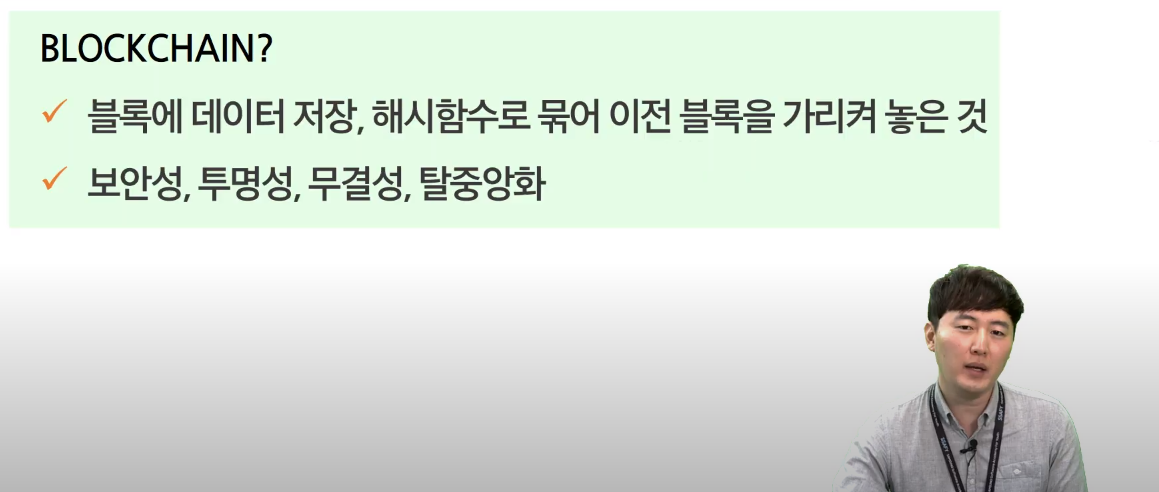 BLOCKCHAIN?
✓ 블록에 데이터 저장, 해시함수로 묶어 이전 블록을 가리켜 놓은 것
✓ 보안성, 투명성, 무결성, 탈중앙화